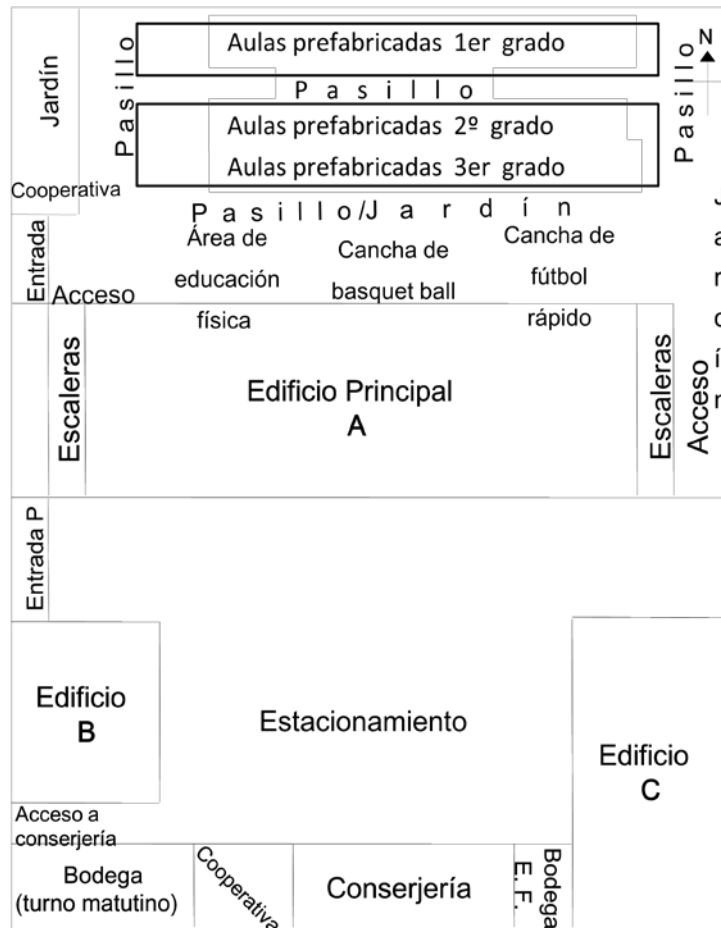 Aulas prefabricadas 1er grado
N
Pasillo
Pasillo
Pasillo
Jardín
Aulas prefabricadas 2º grado
Aulas prefabricadas 3er grado
Cooperativa
Pasillo/Jardín
Jardín
Entrada
Acceso
Área de
educación
física
Cancha de
basquet ball
Cancha de
fútbol
rápido
Escaleras
Edificio Principal
A
Escaleras
Acceso
Entrada P
Edificio
B
Estacionamiento
Edificio
C
Acceso a
conserjería
Bodega
(turno matutino)
Cooperativa
Conserjería
Bodega
E. F.